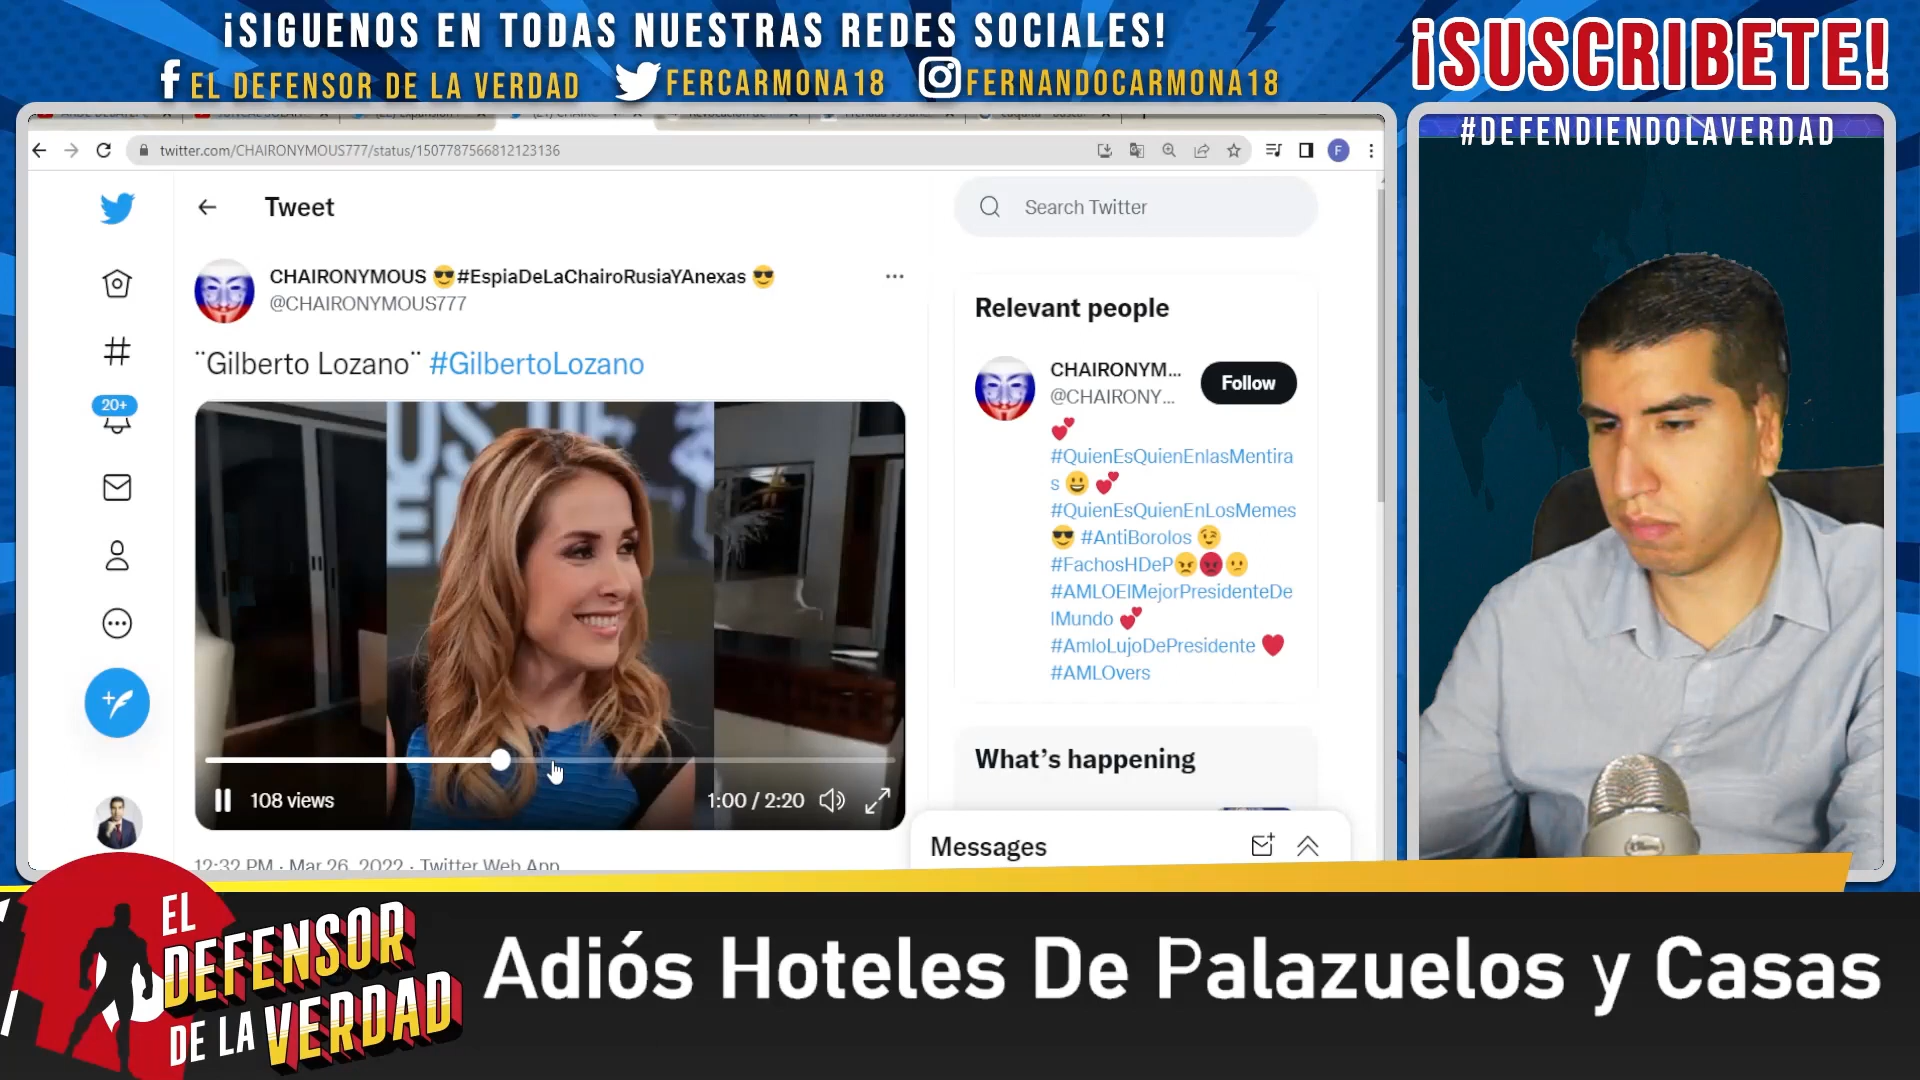 ¡SIGUENOS EN TODAS NUESTRAS REDES SOCIALES!
EL DEFENSOR DE LA VERDAD
FERCARMONA18
FERNANDOCARMONA18
¡SUSCRIBETE!
#DEFENDIENDOLAVERDAD
twitter.com/CHAIRONYMOUS777/status/1507787566812123136
F
Tweet
Search Twitter
CHAIRONYMOUS 😎#EspiaDeLaChairoRusiaYAnexas 😎
@CHAIRONYMOUS777
¨Gilberto Lozano¨ #GilbertoLozano
20+
108 views
1:00 / 2:20
12:32 PM · Mar 26, 2022 · Twitter Web App
Relevant people
CHAIRONYM...
@CHAIRONY...
Follow
💕
#QuienEsQuienEnlasMentira
s 😀 💕
#QuienEsQuienEnLosMemes
😎 #AntiBorolos 😉
#FachosHDeP😠😡😕
#AMLOElMejorPresidenteDe
lMundo 💕
#AmloLujoDePresidente ❤️
#AMLOvers
What's happening
Messages
EL
DEFENSOR
DE LA VERDAD
Adiós Hoteles De Palazuelos y Casas